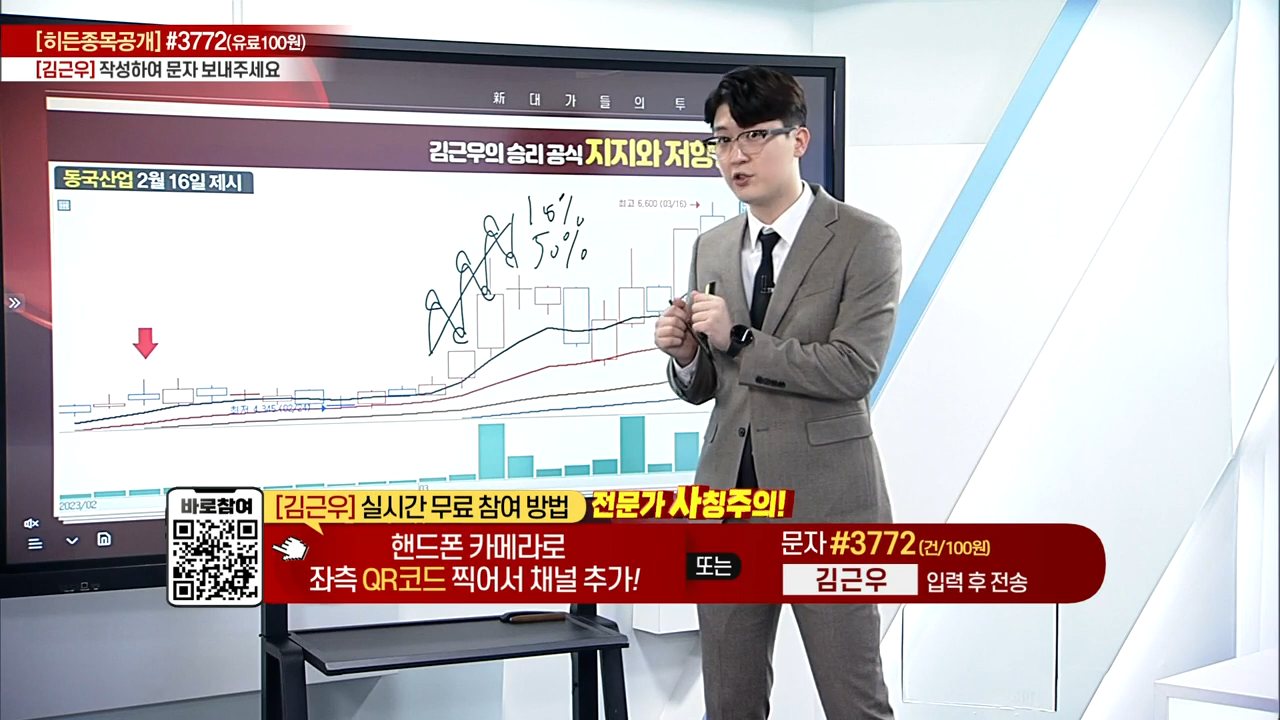 [히든종목공개] #3772(유료100원)
[김근우] 작성하여 문자 보내주세요
新 대 가 들 의 투
김근우의 승리 공식 지지와 저항
동국산업 2월 16일 제시
최고 6,600 (03/16)
15%
50%
최저 4,345 (02/24)
2023/02
03
바로참여
[김근우] 실시간 무료 참여 방법
전문가 사칭주의!
핸드폰 카메라로
좌측 QR코드 찍어서 채널 추가!
또는
문자 #3772 (건/100원)
김근우 입력 후 전송